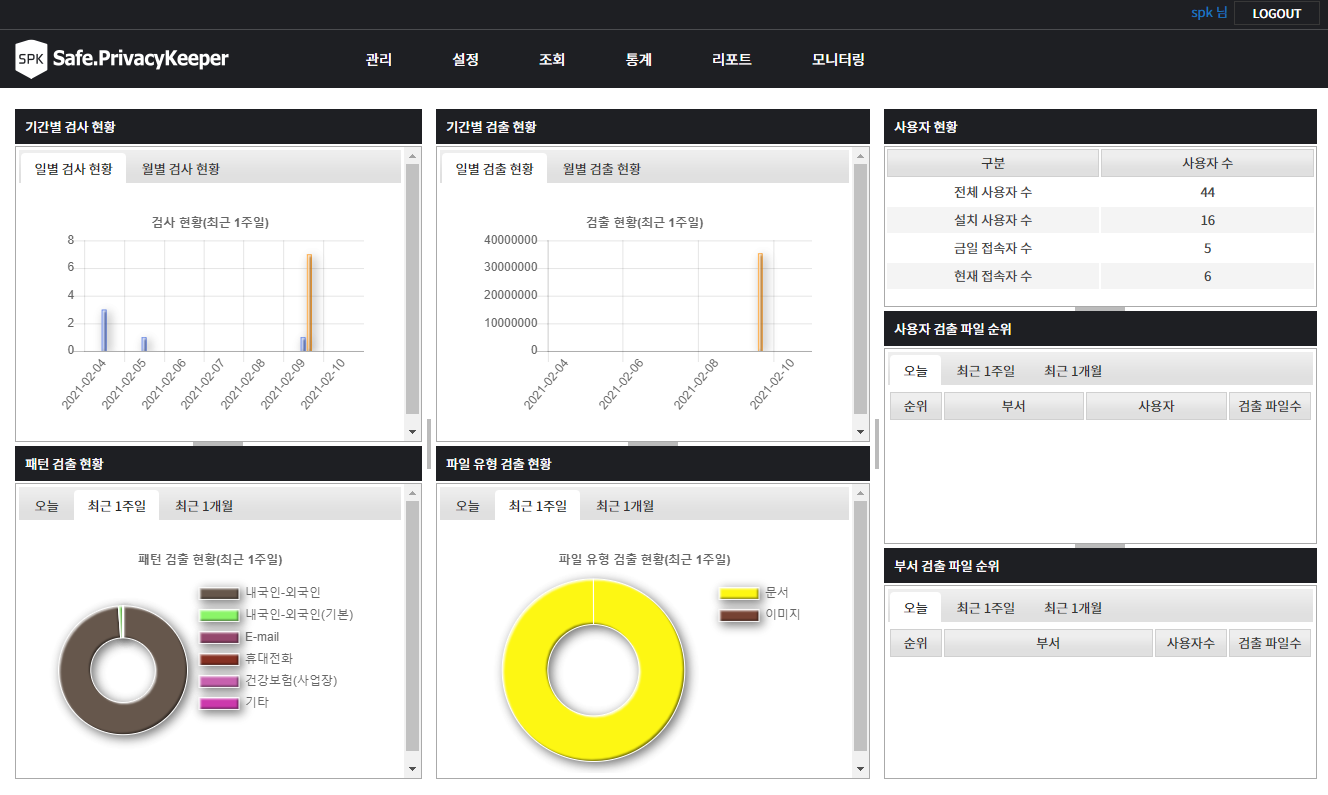 spk 님 LOGOUT
SPK Safe.PrivacyKeeper 관리 설정 조회 통계 리포트 모니터링
기간별 검사 현황
일별 검사 현황 월별 검사 현황
검사 현황(최근 1주일)
8
6
4
2
0
2021-02-04 2021-02-05 2021-02-06 2021-02-07 2021-02-08 2021-02-09 2021-02-10
기간별 검출 현황
일별 검출 현황 월별 검출 현황
검출 현황(최근 1주일)
40000000
30000000
20000000
10000000
0
2021-02-04 2021-02-06 2021-02-08 2021-02-10
사용자 현황
구분 사용자 수
전체 사용자 수 44
설치 사용자 수 16
금일 접속자 수 5
현재 접속자 수 6
사용자 검출 파일 순위
오늘 최근 1주일 최근 1개월
순위 부서 사용자 검출 파일수
패턴 검출 현황
오늘 최근 1주일 최근 1개월
패턴 검출 현황(최근 1주일)
내국인-외국인
내국인-외국인(기본)
E-mail
휴대전화
건강보험(사업장)
기타
파일 유형 검출 현황
오늘 최근 1주일 최근 1개월
파일 유형 검출 현황(최근 1주일)
문서
이미지
부서 검출 파일 순위
오늘 최근 1주일 최근 1개월
순위 부서 사용자수 검출 파일수